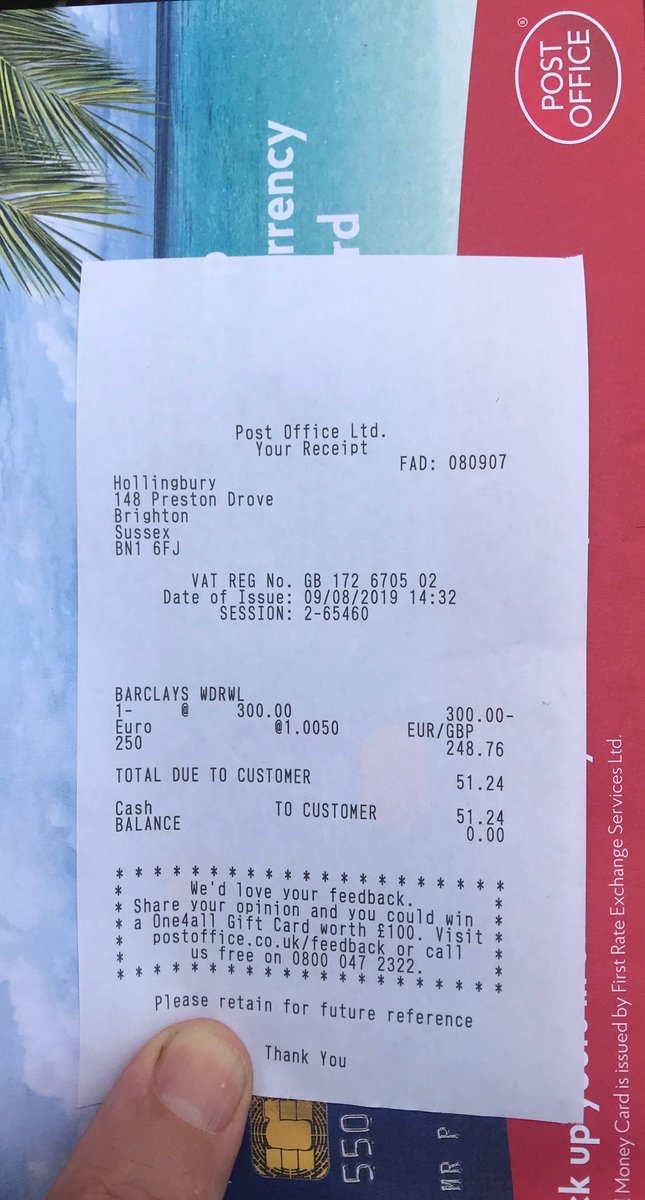 POST
OFFICE
®
rrency
rd
Post Office Ltd.
Your Receipt
FAD: 080907
Hollingbury
148 Preston Drove
Brighton
Sussex
BN1 6FJ
VAT REG No. GB 172 6705 02
Date of Issue: 09/08/2019 14:32
SESSION: 2-65460
BARCLAYS WDRWL
1- @ 300.00 300.00-
Euro @1.0050 EUR/GBP
250 248.76
TOTAL DUE TO CUSTOMER 51.24
Cash TO CUSTOMER 51.24
BALANCE 0.00
* * * * * * * * * * * * * * * * * * * * *
* We'd love your feedback. *
* Share your opinion and you could win *
* a One4all Gift Card worth £100. Visit *
* postoffice.co.uk/feedback or call *
* us free on 0800 047 2322. *
* * * * * * * * * * * * * * * * * * * * *
Please retain for future reference
Thank You
550
MR P
k up y
Money Card is issued by First Rate Exchange Services Ltd.